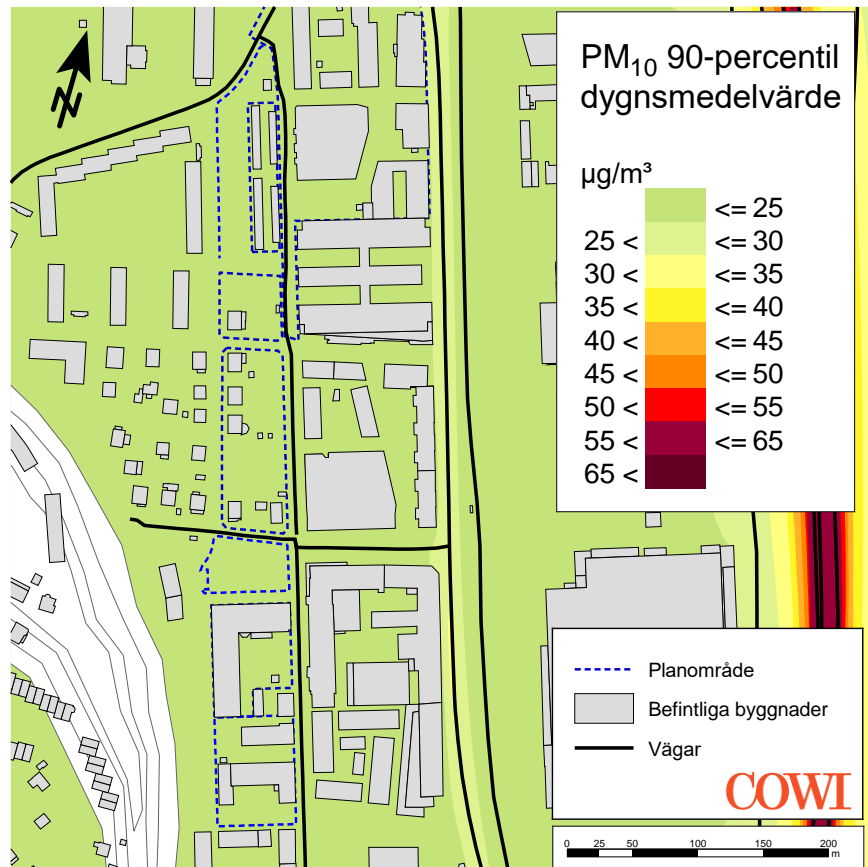 N
PM₁₀ 90-percentil
dygnsmedelvärde
µg/m³
<= 25
25 < <= 30
30 < <= 35
35 < <= 40
40 < <= 45
45 < <= 50
50 < <= 55
55 < <= 65
65 <
Planområde
Befintliga byggnader
Vägar
COWI
0 25 50 100 150 200
m